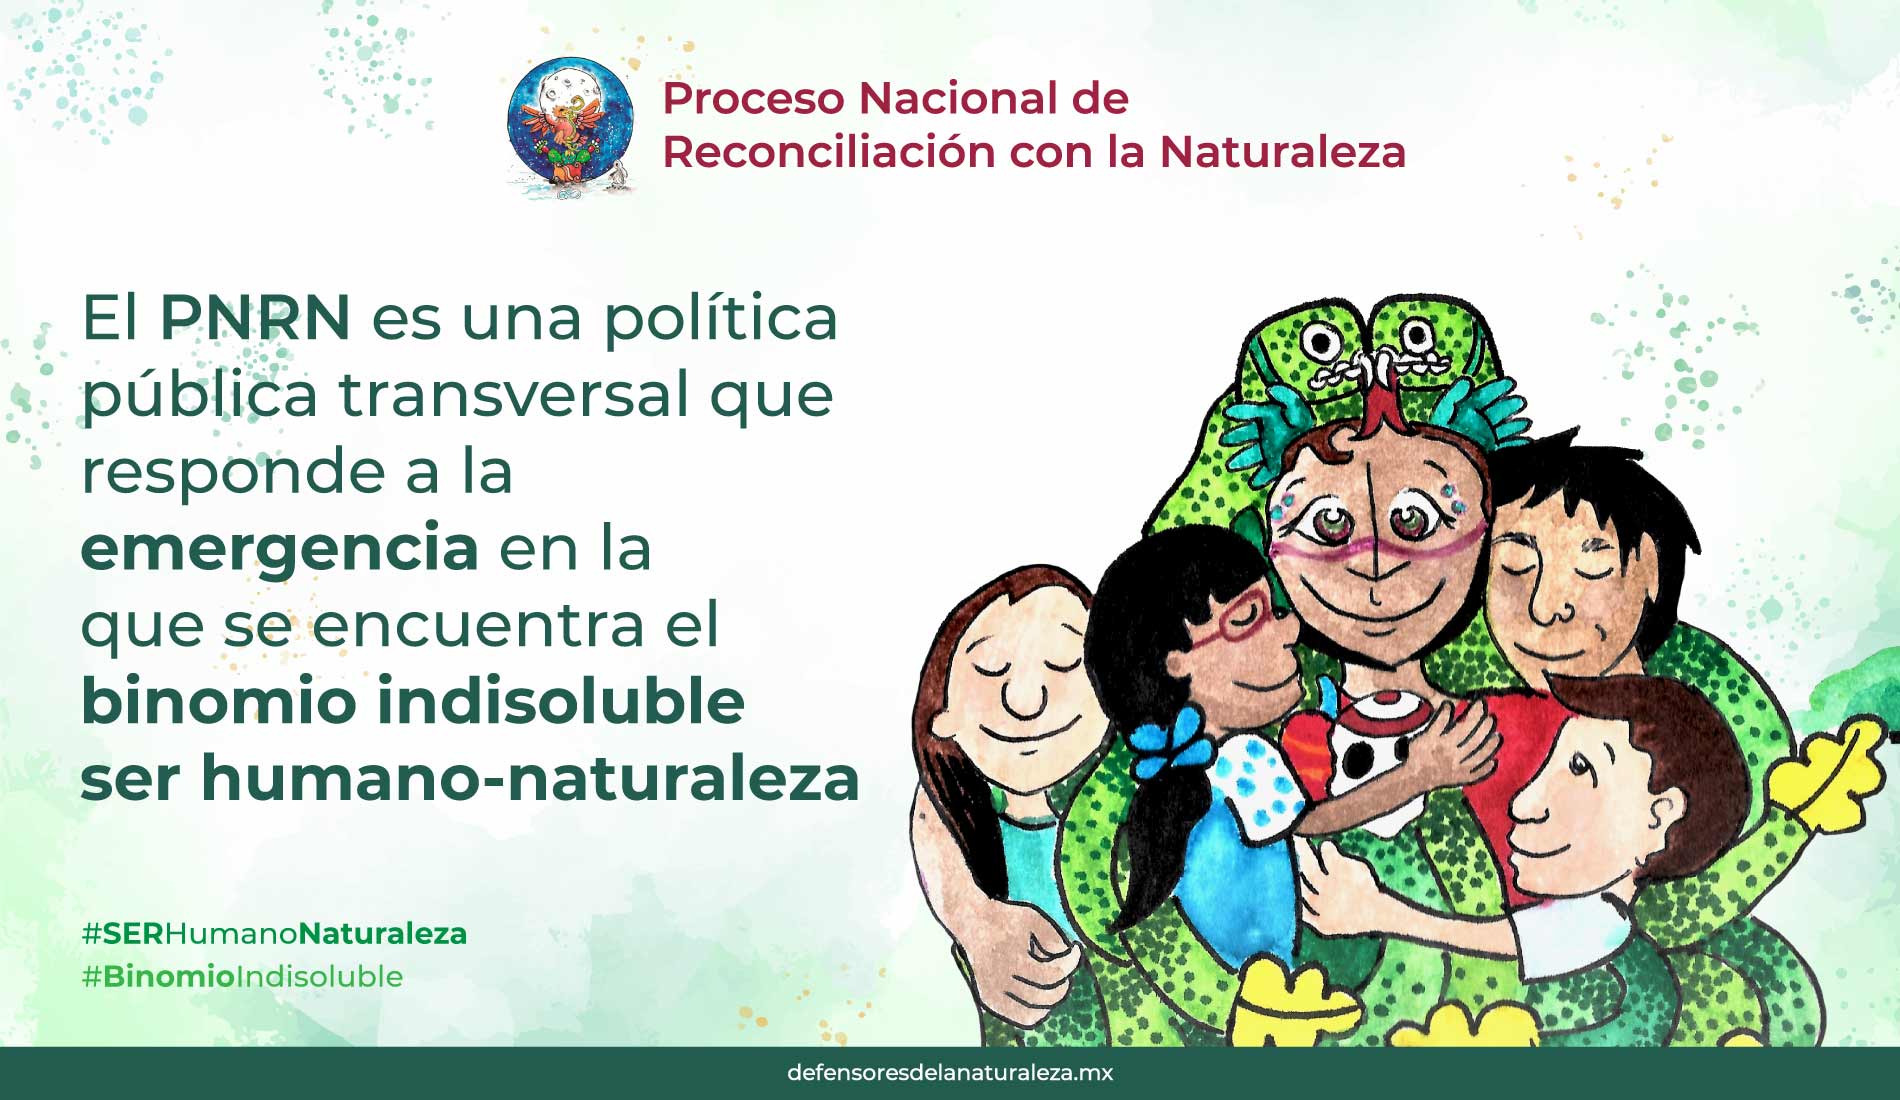 Proceso Nacional de
Reconciliación con la Naturaleza
El PNRN es una política
pública transversal que
responde a la
emergencia en la
que se encuentra el
binomio indisoluble
ser humano-naturaleza
#SERHumanoNaturaleza
#BinomioIndisoluble
defensoresdelanaturaleza.mx